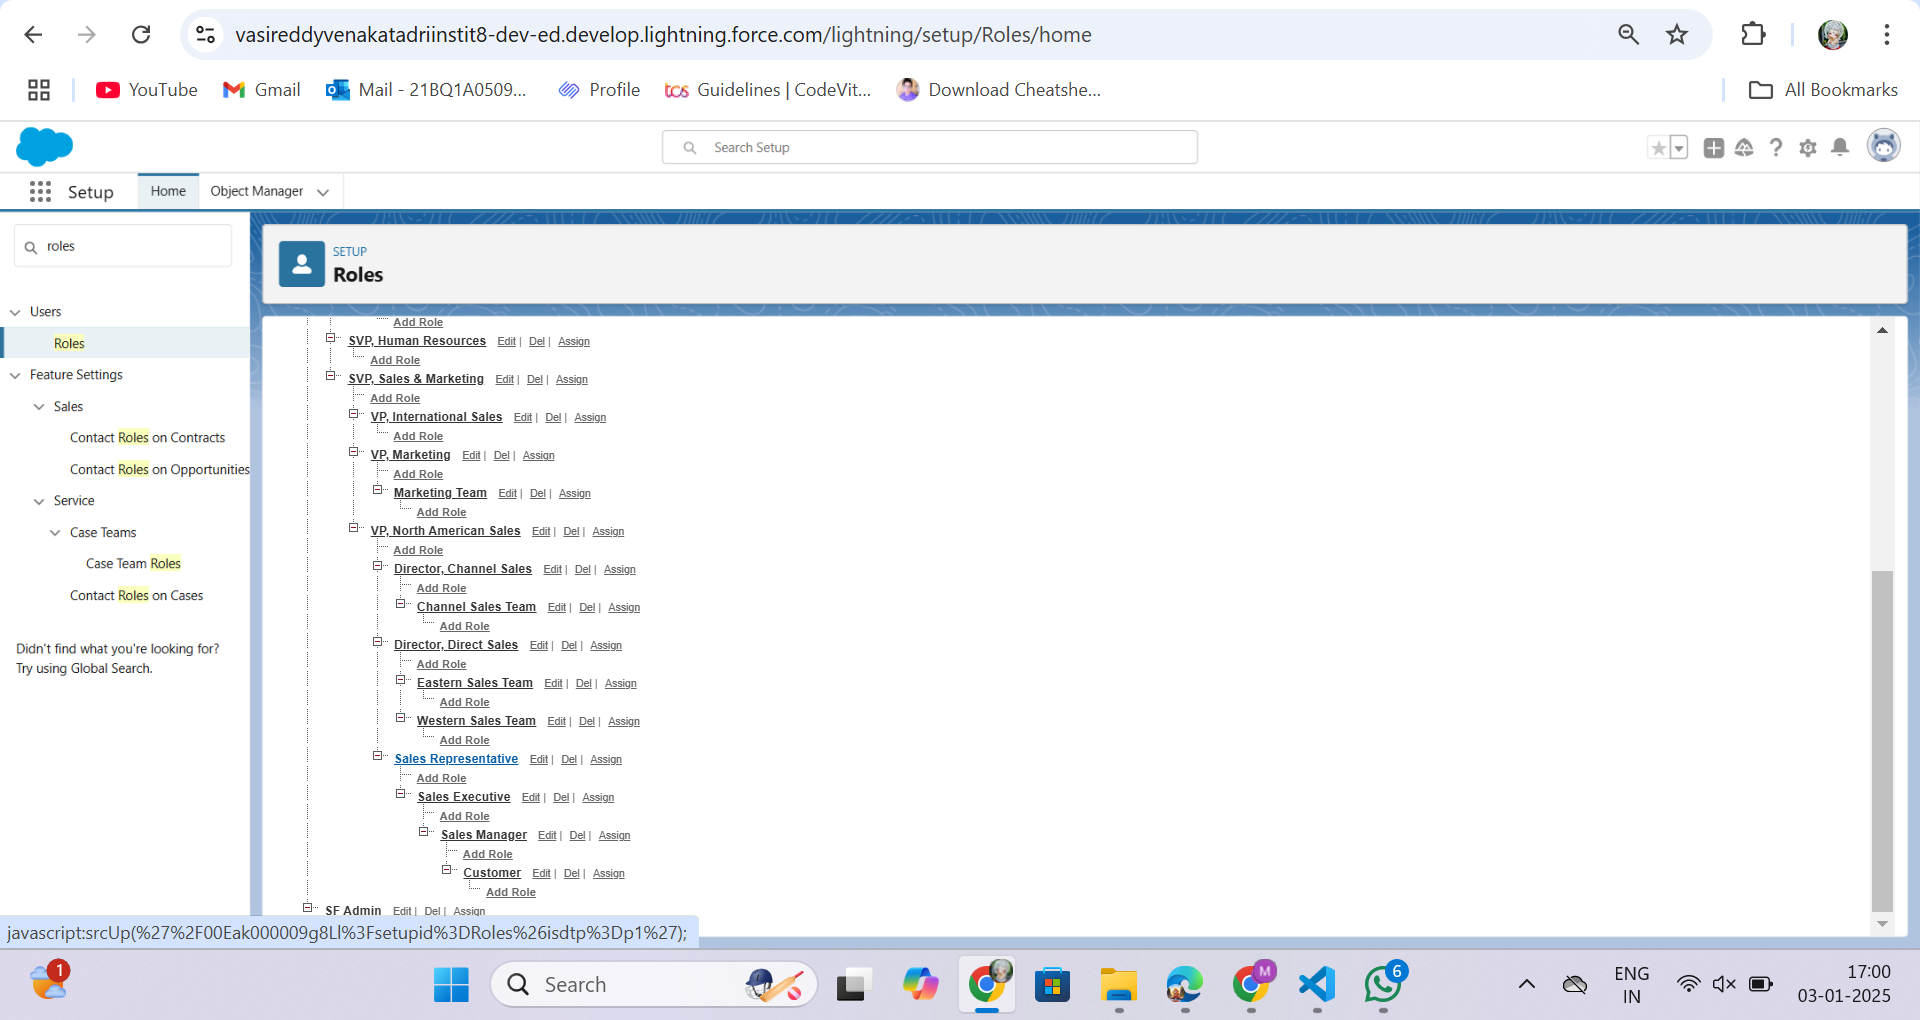 vasireddyvenakatadriinstit8-dev-ed.develop.lightning.force.com/lightning/setup/Roles/home
YouTube
Gmail
Mail - 21BQ1A0509...
Profile
tcs Guidelines | CodeVit...
Download Cheatshe...
All Bookmarks
Search Setup
Setup
Home
Object Manager
roles
SETUP
Roles
Users
Roles
Feature Settings
Sales
Contact Roles on Contracts
Contact Roles on Opportunities
Service
Case Teams
Case Team Roles
Contact Roles on Cases
Didn't find what you're looking for?
Try using Global Search.
Add Role
SVP, Human Resources Edit | Del | Assign
Add Role
SVP, Sales & Marketing Edit | Del | Assign
Add Role
VP, International Sales Edit | Del | Assign
Add Role
VP, Marketing Edit | Del | Assign
Add Role
Marketing Team Edit | Del | Assign
Add Role
VP, North American Sales Edit | Del | Assign
Add Role
Director, Channel Sales Edit | Del | Assign
Add Role
Channel Sales Team Edit | Del | Assign
Add Role
Director, Direct Sales Edit | Del | Assign
Add Role
Eastern Sales Team Edit | Del | Assign
Add Role
Western Sales Team Edit | Del | Assign
Add Role
Sales Representative Edit | Del | Assign
Add Role
Sales Executive Edit | Del | Assign
Add Role
Sales Manager Edit | Del | Assign
Add Role
Customer Edit | Del | Assign
Add Role
SF Admin Edit | Del | Assign
javascript:srcUp(%27%2F00Eak000009g8Ll%3Fsetupid%3DRoles%26isdtp%3Dp1%27);
1
Search
M
6
ENG
IN
17:00
03-01-2025